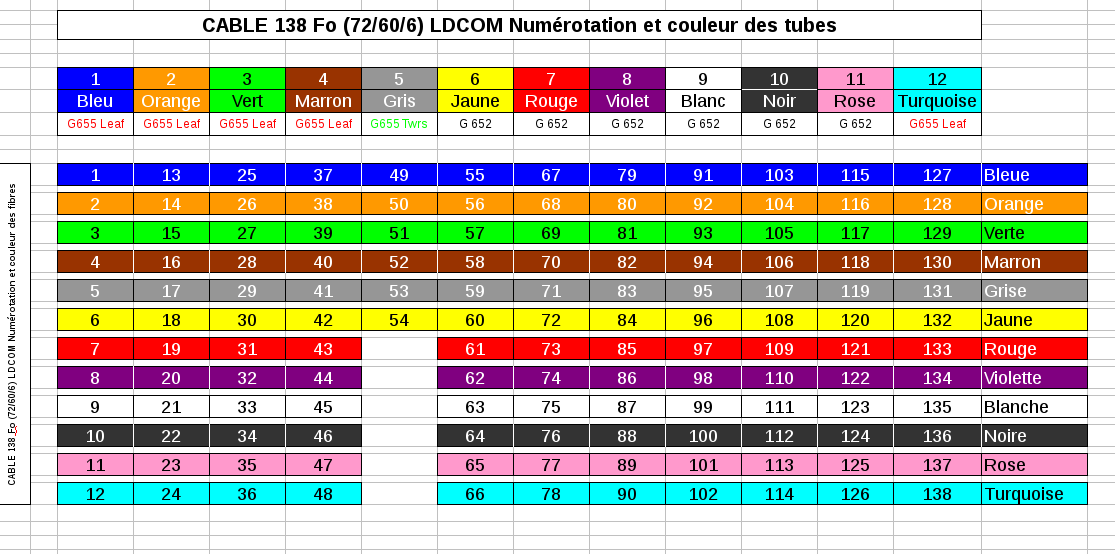 CABLE 138 Fo (72/60/6) LDCOM Numérotation et couleur des tubes
1 2 3 4 5 6 7 8 9 10 11 12
Bleu Orange Vert Marron Gris Jaune Rouge Violet Blanc Noir Rose Turquoise
G655 Leaf G655 Leaf G655 Leaf G655 Leaf G655 Twrs G 652 G 652 G 652 G 652 G 652 G 652 G655 Leaf
CABLE 138 Fo (72/60/6) LDCOM Numérotation et couleur des fibres
1 13 25 37 49 55 67 79 91 103 115 127 Bleue
2 14 26 38 50 56 68 80 92 104 116 128 Orange
3 15 27 39 51 57 69 81 93 105 117 129 Verte
4 16 28 40 52 58 70 82 94 106 118 130 Marron
5 17 29 41 53 59 71 83 95 107 119 131 Grise
6 18 30 42 54 60 72 84 96 108 120 132 Jaune
7 19 31 43 61 73 85 97 109 121 133 Rouge
8 20 32 44 62 74 86 98 110 122 134 Violette
9 21 33 45 63 75 87 99 111 123 135 Blanche
10 22 34 46 64 76 88 100 112 124 136 Noire
11 23 35 47 65 77 89 101 113 125 137 Rose
12 24 36 48 66 78 90 102 114 126 138 Turquoise